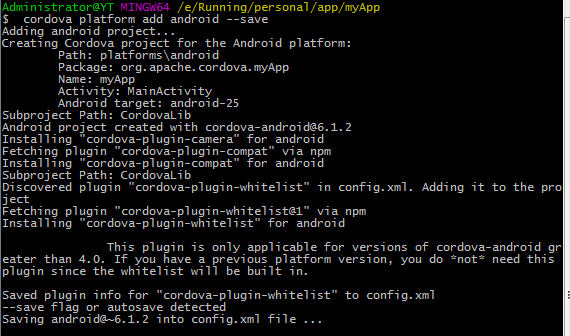 Administrator@YT MINGW64 /e/Running/personal/app/myApp
$  cordova platform add android --save
Adding android project...
Creating Cordova project for the Android platform:
        Path: platforms\android
        Package: org.apache.cordova.myApp
        Name: myApp
        Activity: MainActivity
        Android target: android-25
Subproject Path: CordovaLib
Android project created with cordova-android@6.1.2
Installing "cordova-plugin-camera" for android
Fetching plugin "cordova-plugin-compat" via npm
Installing "cordova-plugin-compat" for android
Subproject Path: CordovaLib
Discovered plugin "cordova-plugin-whitelist" in config.xml. Adding it to the pro
ject
Fetching plugin "cordova-plugin-whitelist@1" via npm
Installing "cordova-plugin-whitelist" for android

               This plugin is only applicable for versions of cordova-android gr
eater than 4.0. If you have a previous platform version, you do *not* need this
plugin since the whitelist will be built in.

Saved plugin info for "cordova-plugin-whitelist" to config.xml
--save flag or autosave detected
Saving android@~6.1.2 into config.xml file ...